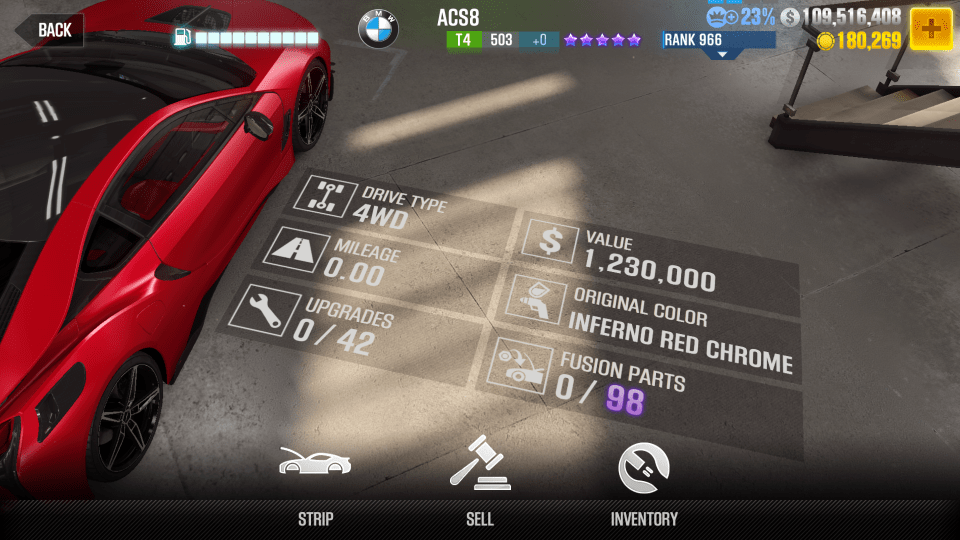 BACK
BMW
ACS8
T4 503 +0
23%
$ 109,516,408
RANK 966
180,269
DRIVE TYPE
4WD
MILEAGE
0.00
UPGRADES
0 / 42
$ VALUE
1,230,000
ORIGINAL COLOR
INFERNO RED CHROME
FUSION PARTS
0 / 98
STRIP
SELL
INVENTORY